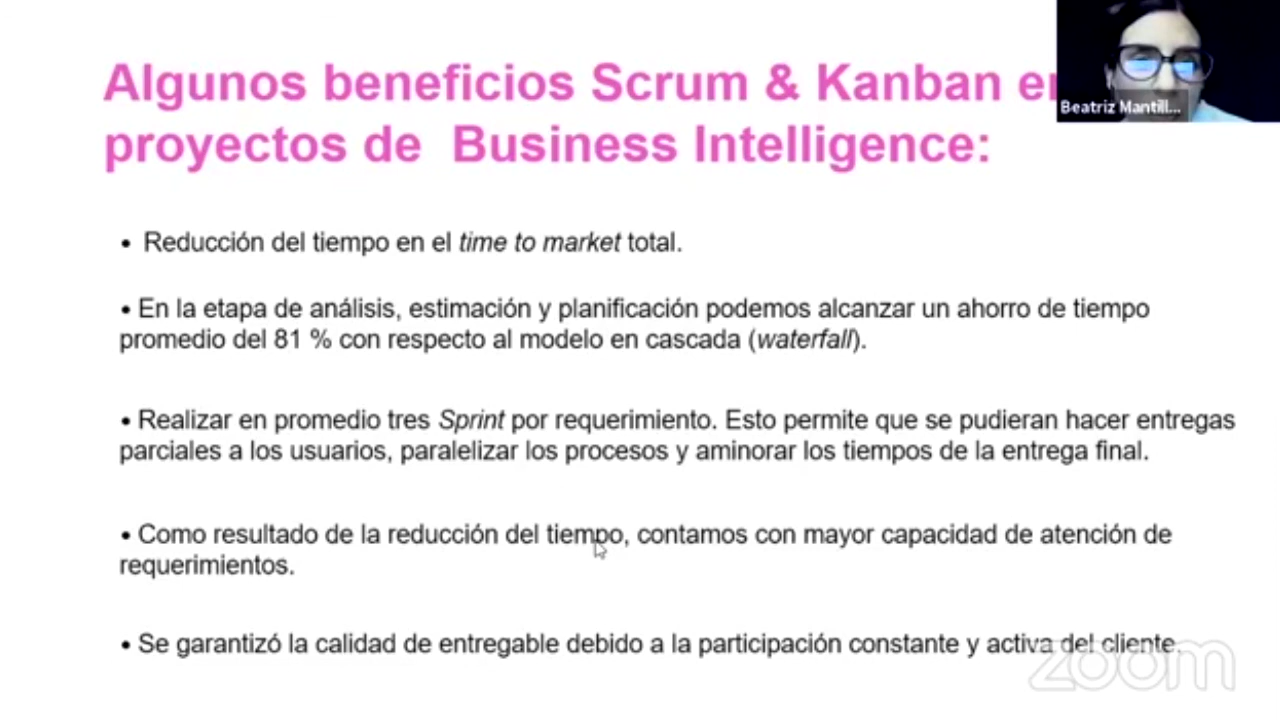 Algunos beneficios Scrum & Kanban en
proyectos de Business Intelligence:
Beatriz Mantill...
• Reducción del tiempo en el time to market total.
• En la etapa de análisis, estimación y planificación podemos alcanzar un ahorro de tiempo
promedio del 81 % con respecto al modelo en cascada (waterfall).
• Realizar en promedio tres Sprint por requerimiento. Esto permite que se pudieran hacer entregas
parciales a los usuarios, paralelizar los procesos y aminorar los tiempos de la entrega final.
• Como resultado de la reducción del tiempo, contamos con mayor capacidad de atención de
requerimientos.
• Se garantizó la calidad de entregable debido a la participación constante y activa del cliente.
zoom